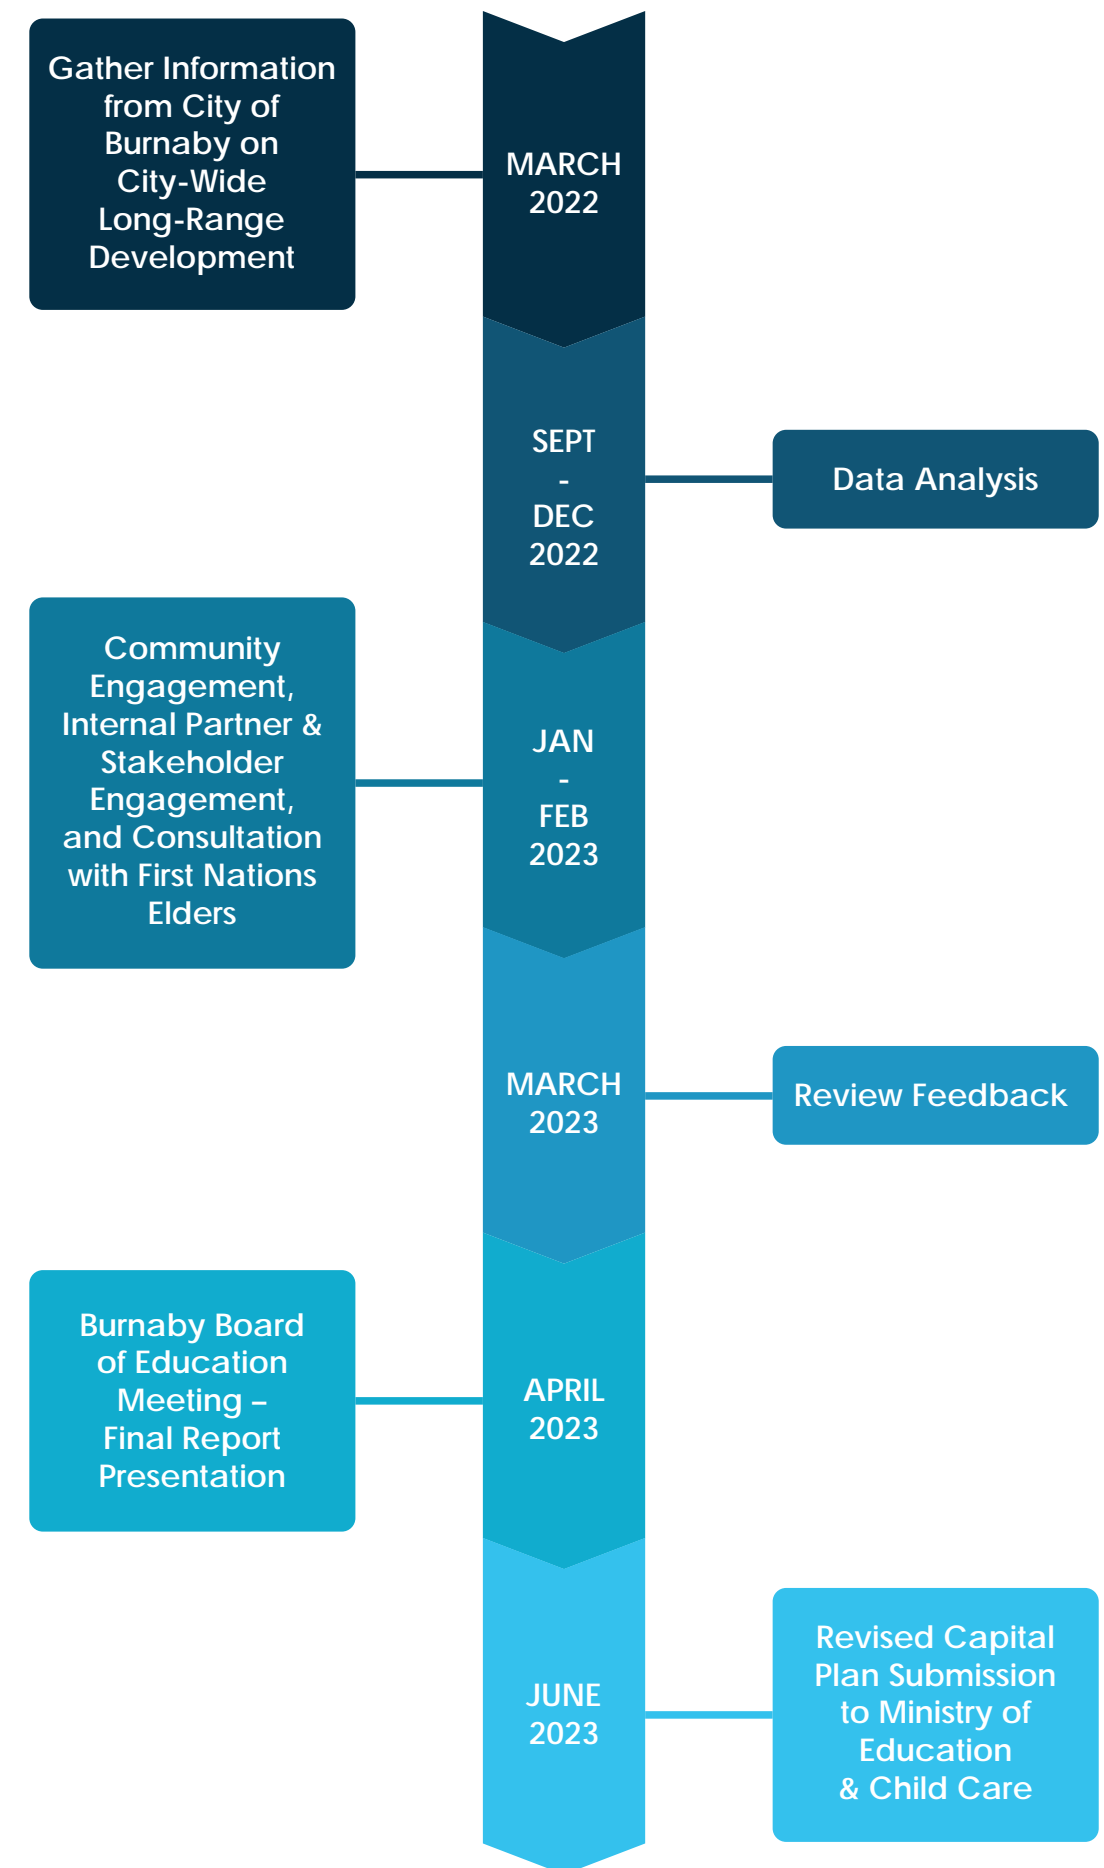 Gather Information
from City of
Burnaby on
City-Wide
Long-Range
Development
MARCH
2022
SEPT
-
DEC
2022
Data Analysis
Community
Engagement,
Internal Partner &
Stakeholder
Engagement,
and Consultation
with First Nations
Elders
JAN
-
FEB
2023
MARCH
2023
Review Feedback
Burnaby Board
of Education
Meeting –
Final Report
Presentation
APRIL
2023
JUNE
2023
Revised Capital
Plan Submission
to Ministry of
Education
& Child Care